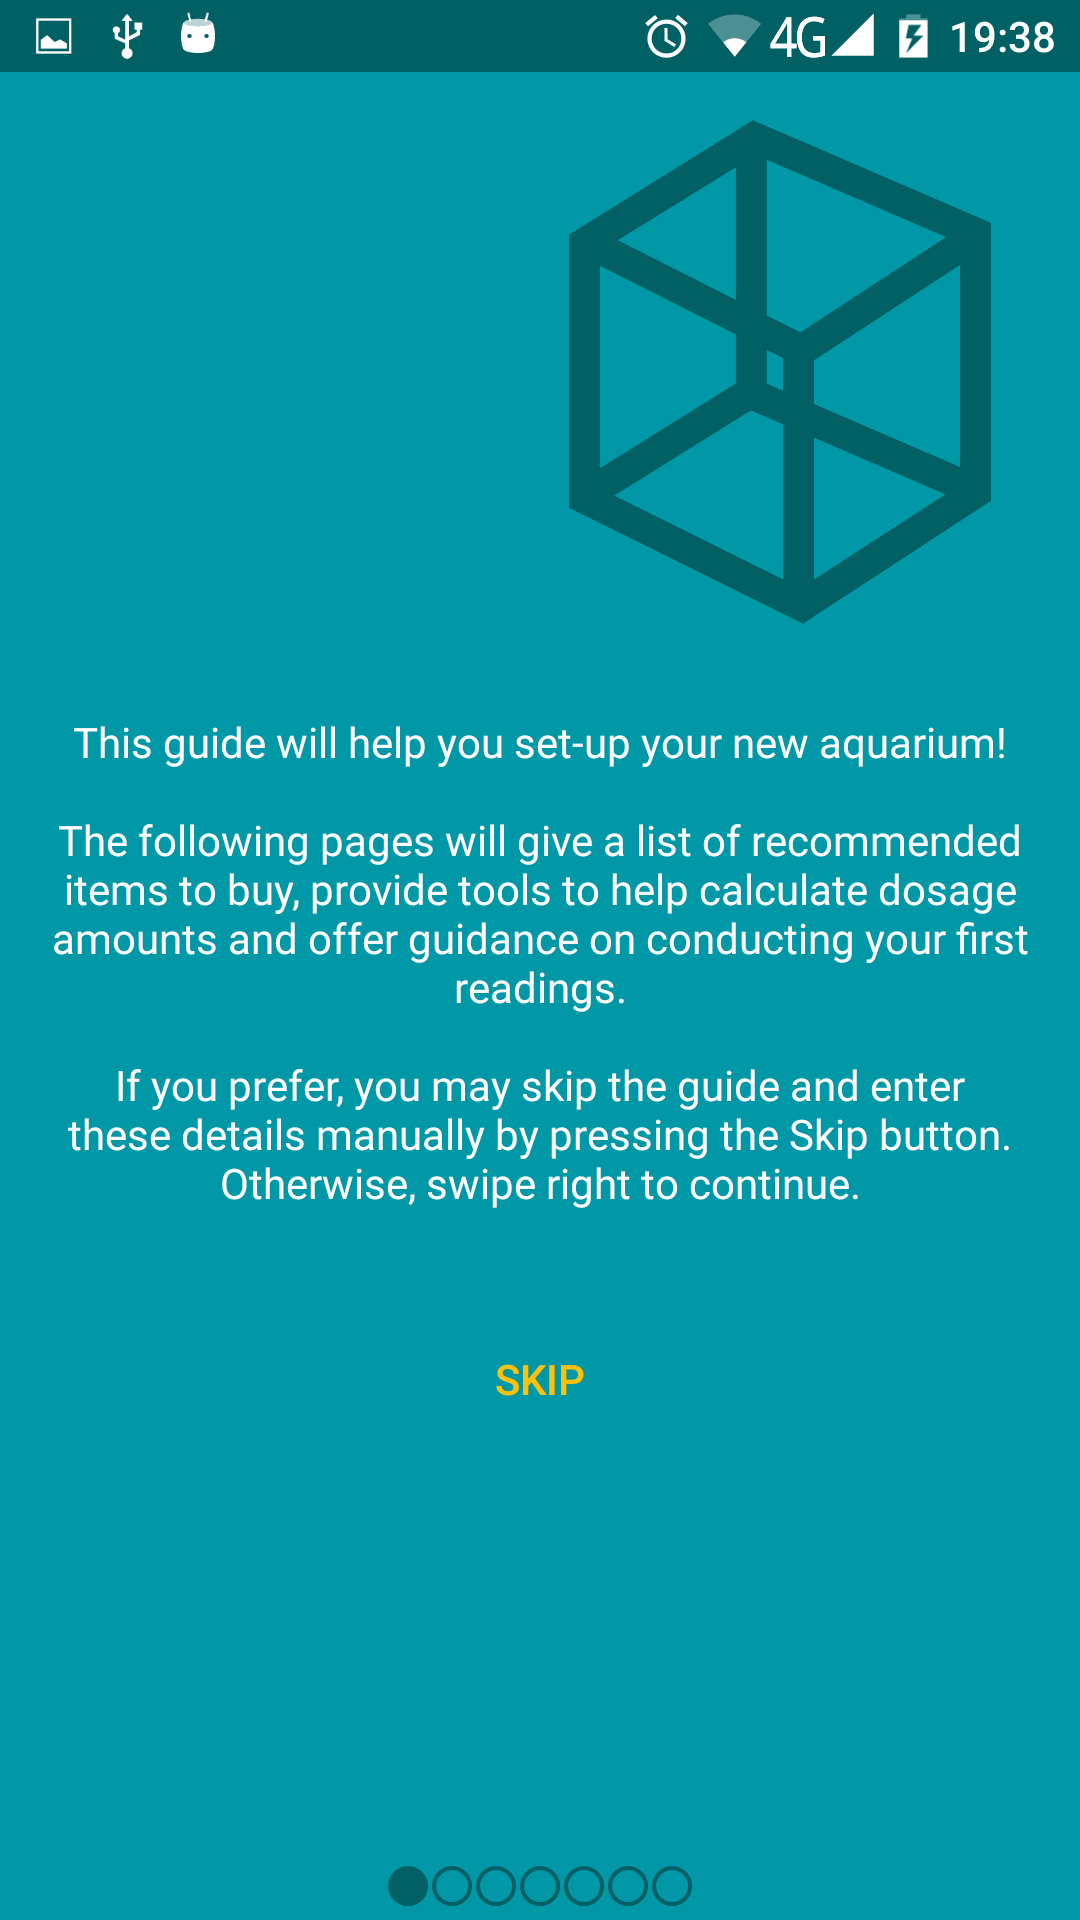 4G 19:38
This guide will help you set-up your new aquarium!
The following pages will give a list of recommended
items to buy, provide tools to help calculate dosage
amounts and offer guidance on conducting your first
readings.
If you prefer, you may skip the guide and enter
these details manually by pressing the Skip button.
Otherwise, swipe right to continue.
SKIP